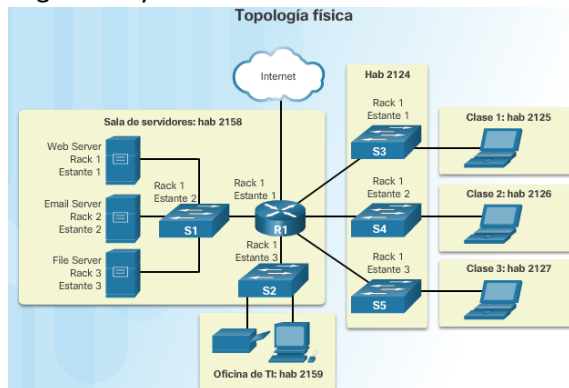 Topología física
Internet
Hab 2124
Sala de servidores: hab 2158
Rack 1
Estante 1
S3
Clase 1: hab 2125
Web Server
Rack 1
Estante 1
Rack 1
Estante 2
S1
Rack 1
Estante 1
R1
Rack 1
Estante 2
S4
Clase 2: hab 2126
Email Server
Rack 2
Estante 2
Rack 1
Estante 3
S2
Rack 1
Estante 3
S5
Clase 3: hab 2127
File Server
Rack 3
Estante 3
Oficina de TI: hab 2159